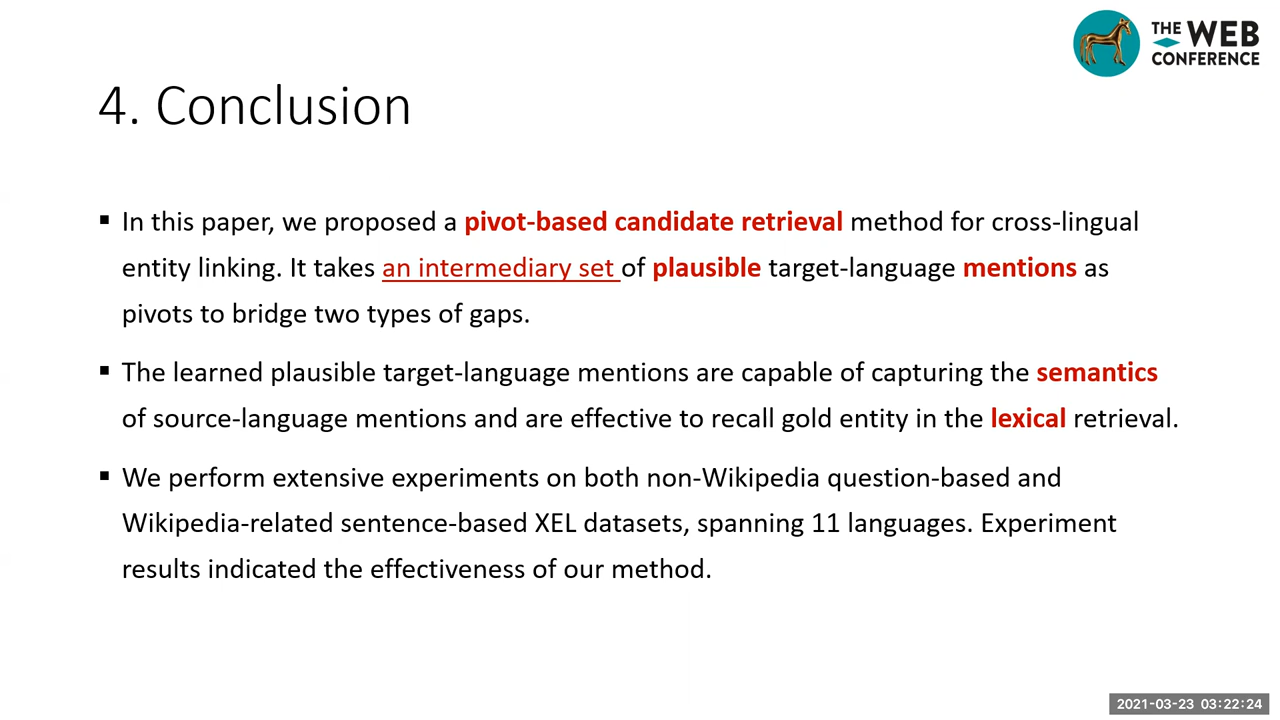 THE WEB
CONFERENCE
4. Conclusion
▪ In this paper, we proposed a pivot-based candidate retrieval method for cross-lingual
entity linking. It takes an intermediary set of plausible target-language mentions as
pivots to bridge two types of gaps.
▪ The learned plausible target-language mentions are capable of capturing the semantics
of source-language mentions and are effective to recall gold entity in the lexical retrieval.
▪ We perform extensive experiments on both non-Wikipedia question-based and
Wikipedia-related sentence-based XEL datasets, spanning 11 languages. Experiment
results indicated the effectiveness of our method.
2021-03-23 03:22:24